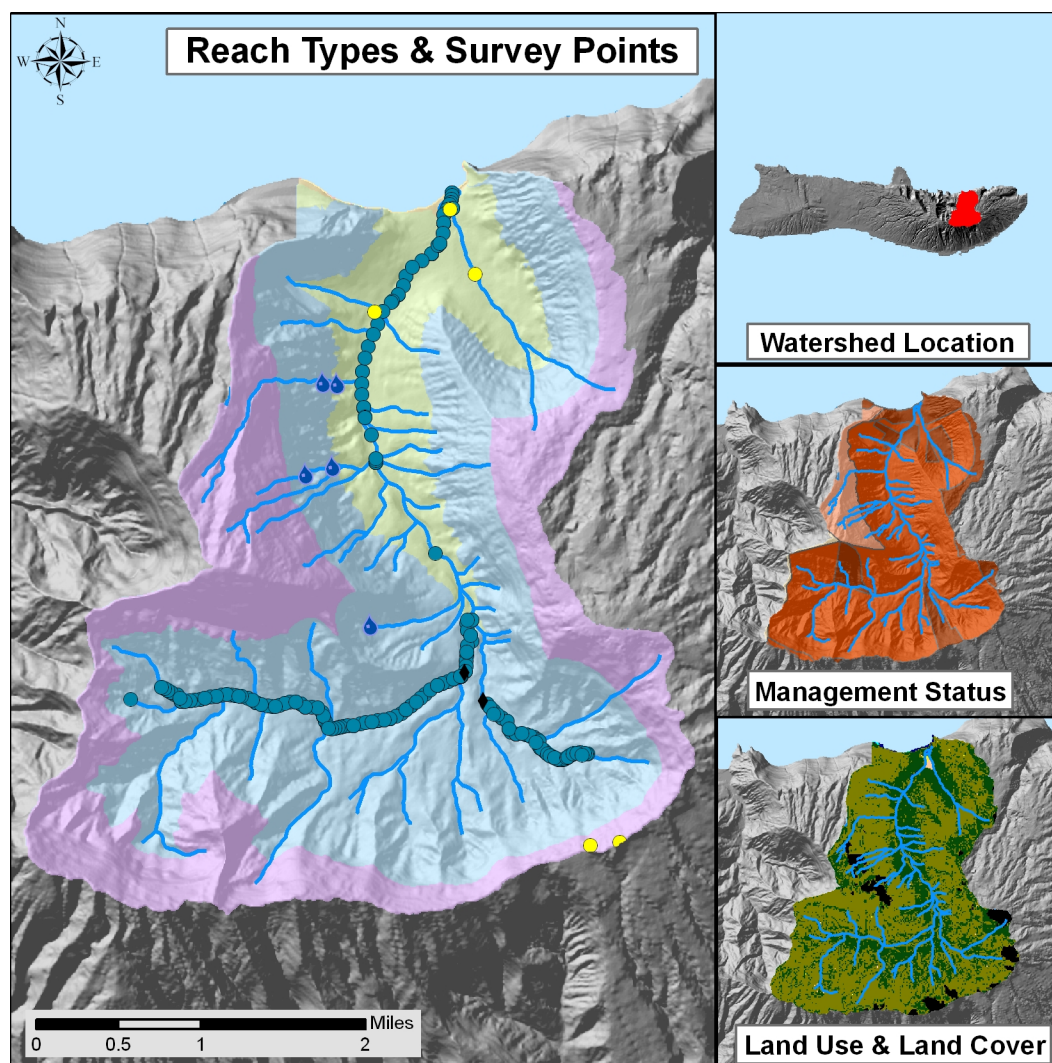 N
W E
S
Reach Types & Survey Points
Watershed Location
Management Status
Miles
0 0.5 1 2
Land Use & Land Cover